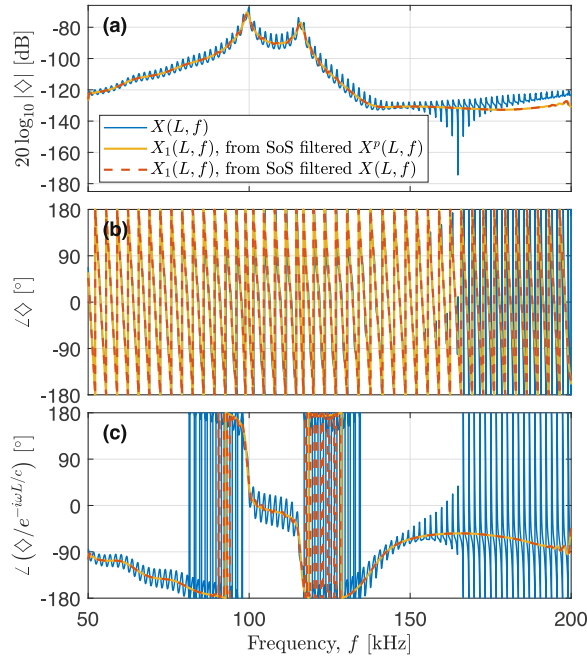 (a)
20 log₁₀ |◇| [dB]
-80
-100
-120
-140
-160
-180
X(L, f)
X₁(L, f), from SoS filtered Xᵖ(L, f)
X₁(L, f), from SoS filtered X(L, f)
(b)
∠◇ [°]
180
90
0
-90
-180
(c)
∠(◇/e^{-iωL/c}) [°]
180
90
0
-90
-180
50 100 150 200
Frequency, f [kHz]